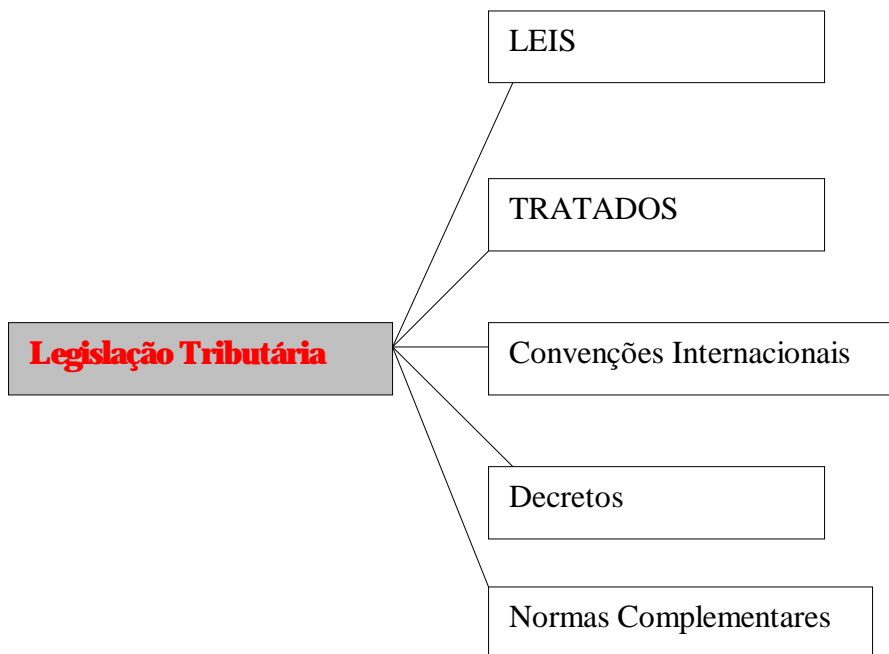 LEIS
TRATADOS
Legislação Tributária
Convenções Internacionais
Decretos
Normas Complementares